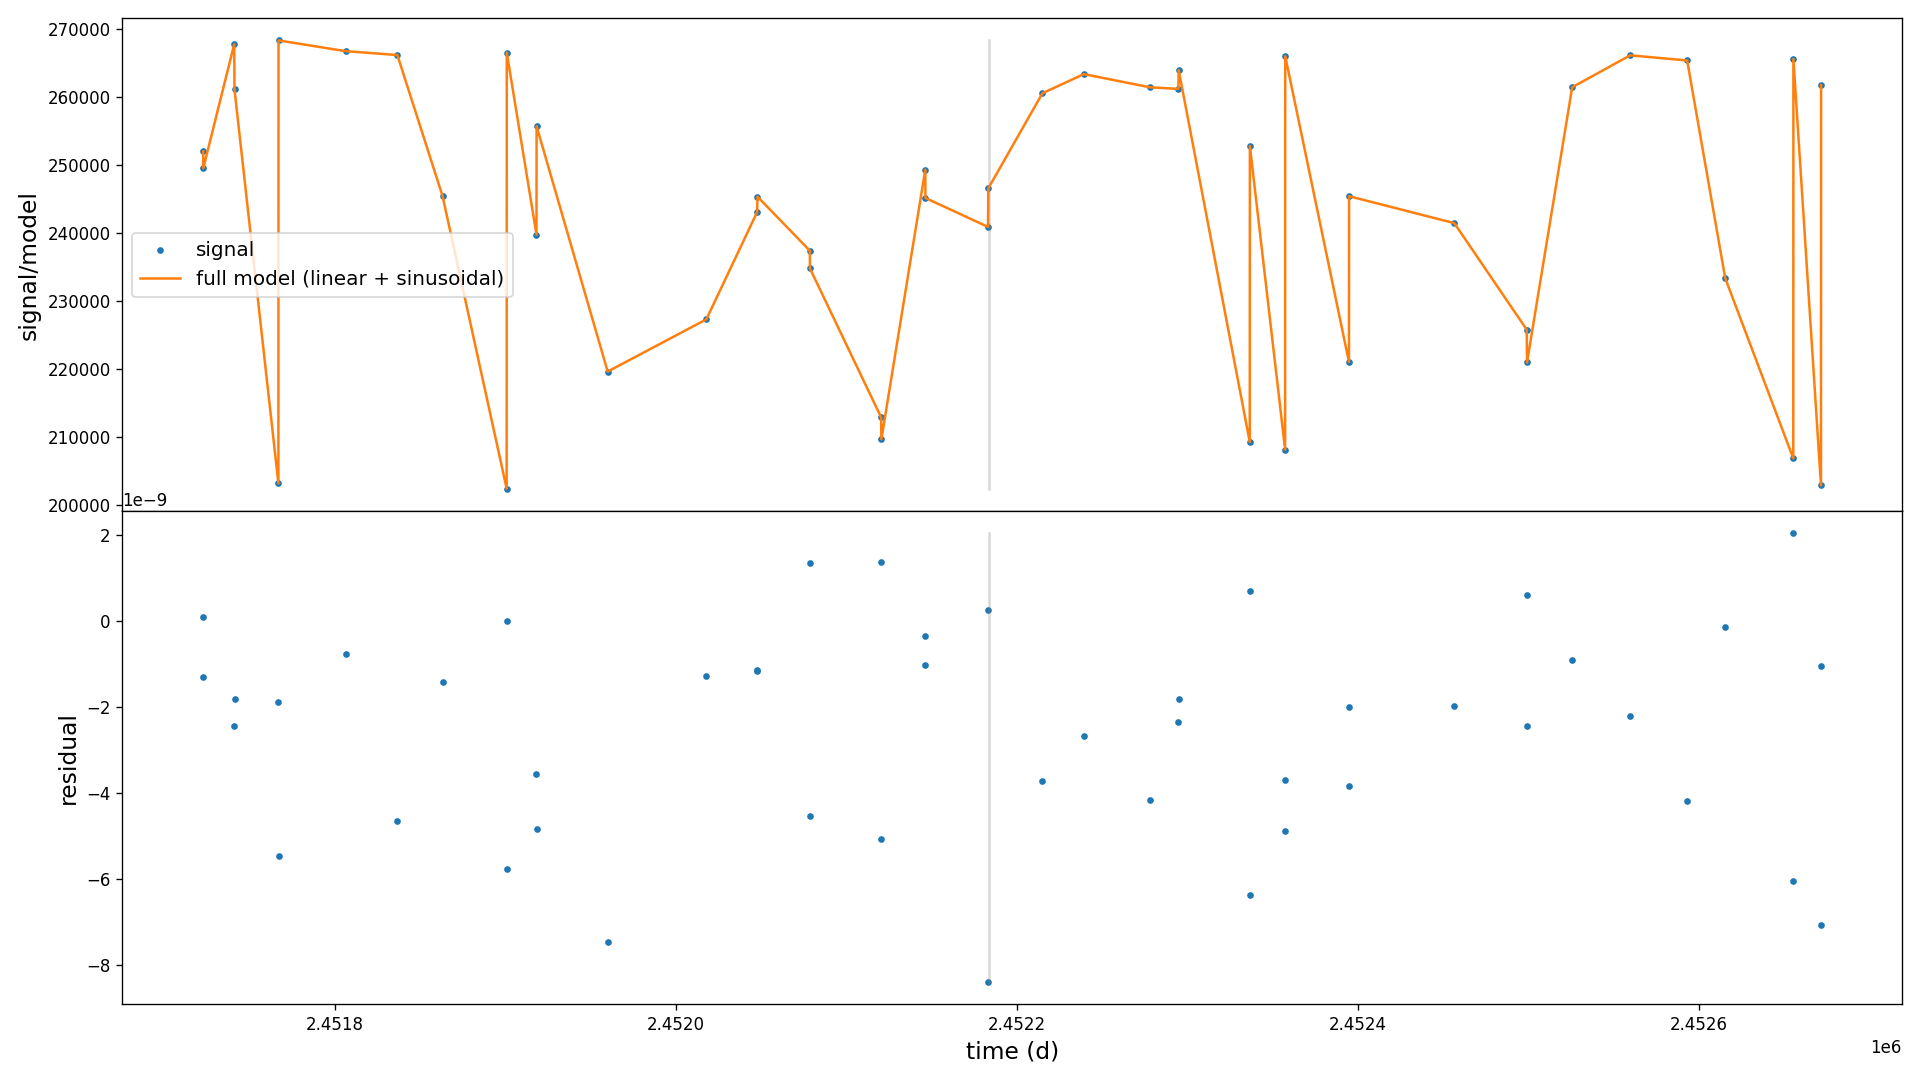 270000
260000
250000
240000
230000
220000
210000
200000
signal/model
signal
full model (linear + sinusoidal)
1e−9
2
0
−2
−4
−6
−8
residual
2.4518
2.4520
2.4522
2.4524
2.4526
time (d)
1e6